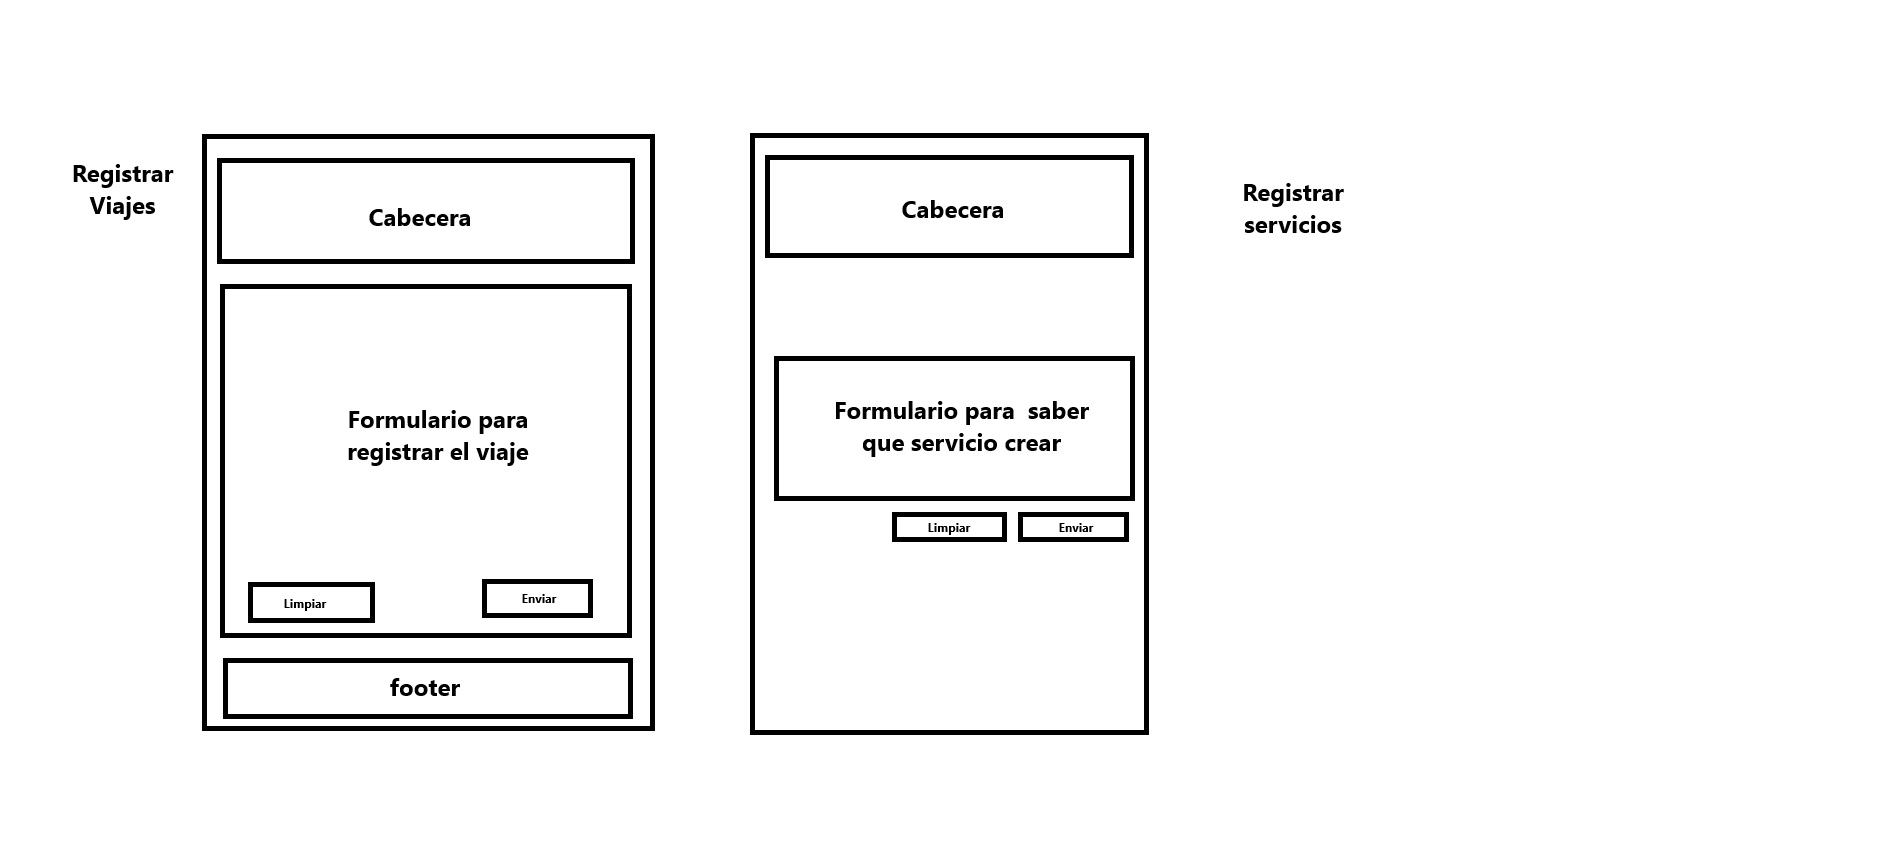 Registrar
Viajes
Cabecera
Formulario para
registrar el viaje
Limpiar
Enviar
footer
Cabecera
Formulario para  saber
que servicio crear
Limpiar
Enviar
Registrar
servicios